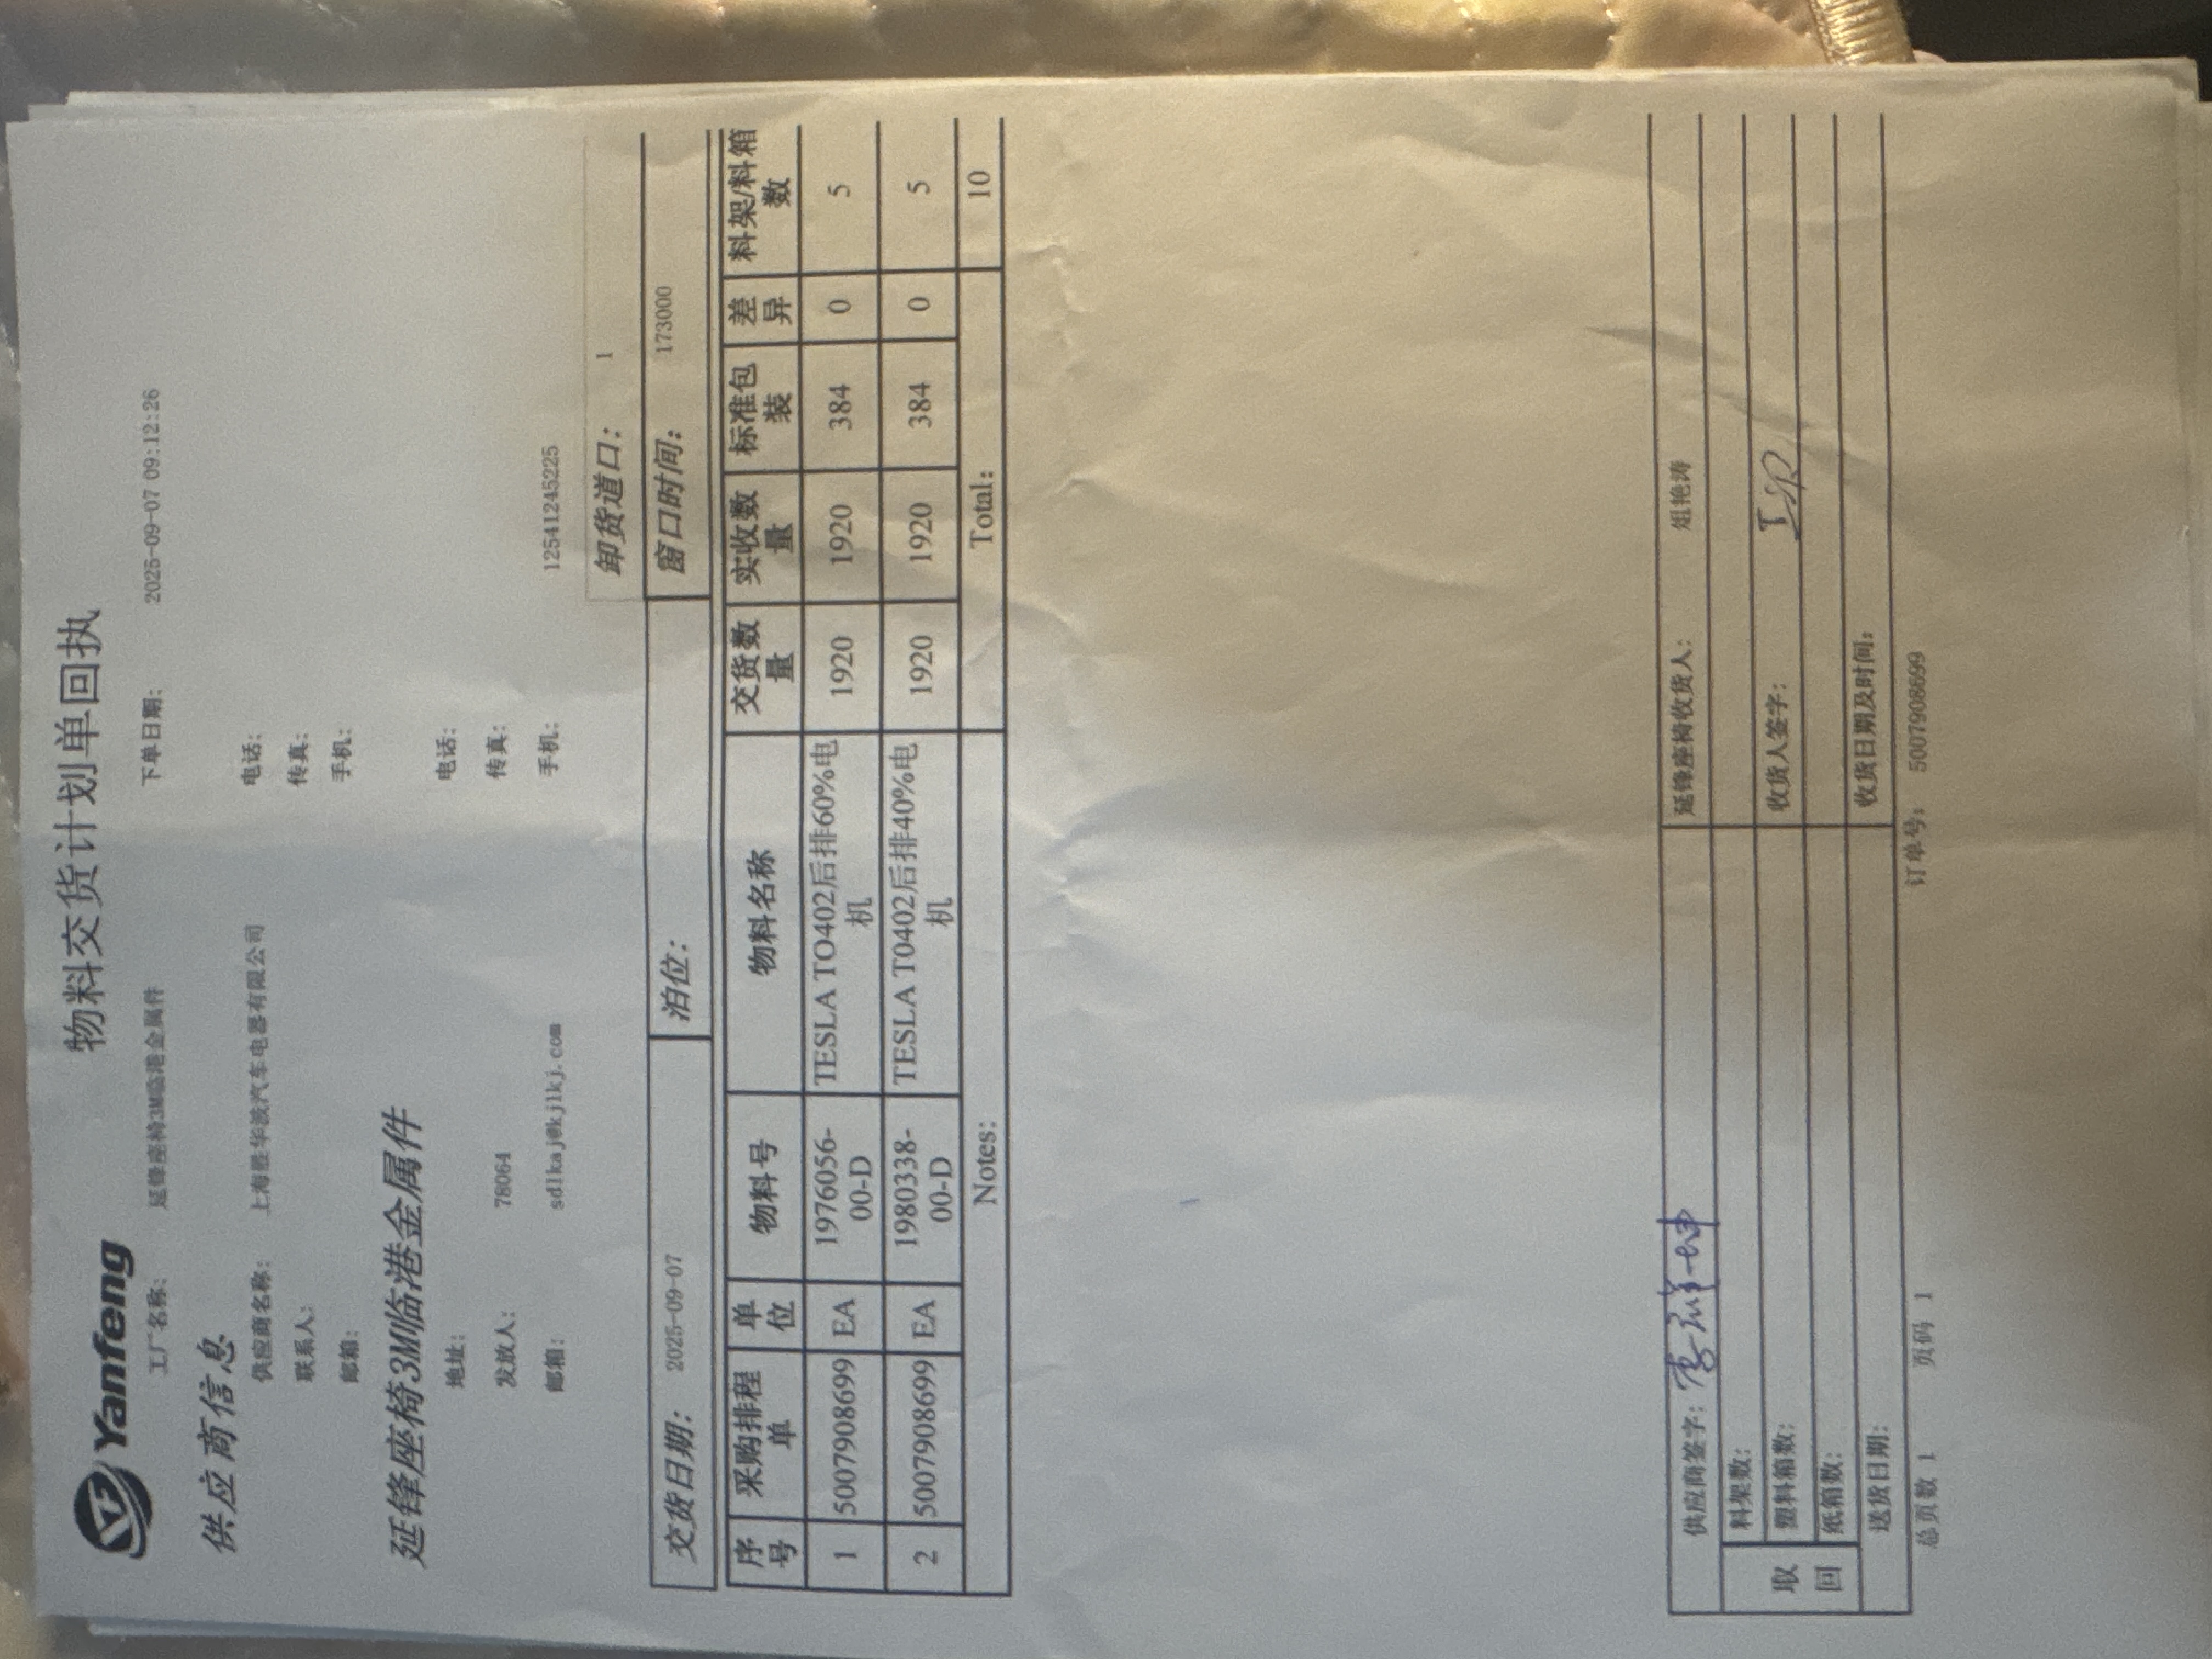 Yanfeng
物料交货计划单回执
工厂名称: 延锋座椅3M临港金属件 下单日期: 2025-09-07 09:12:26
供应商信息
供应商名称: 上海胜华波汽车电器有限公司 电话:
联系人: 传真:
邮箱: 手机:
延锋座椅3M临港金属件
地址: 电话:
发放人: 78064 传真:
邮箱: sdlkaj@kjlkj.com 手机: 12541245225
卸货道口: 1
交货日期: 2025-09-07 泊位: 窗口时间: 173000
序号 采购排程单 单位 物料号 物料名称 交货数量 实收数量 标准包装 差异 料架/料箱数
1 5007908699 EA 1976056-00-D TESLA TO402后排60%电机 1920 1920 384 0 5
2 5007908699 EA 1980338-00-D TESLA T0402后排40%电机 1920 1920 384 0 5
Notes: Total: 10
供应商签字: 延锋座椅收货人: 俎艳涛
取回 料架数:
塑料箱数: 收货人签字:
纸箱数:
送货日期: 收货日期及时间:
总页数 1 页码 1 订单号: 5007908699